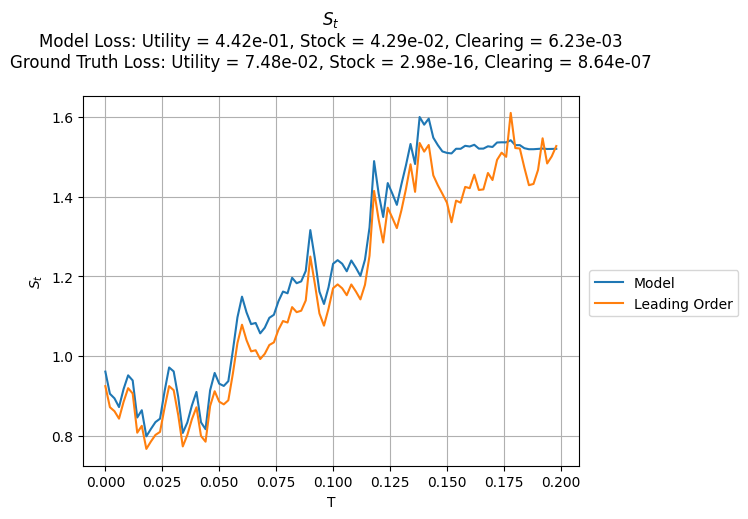 S_t
Model Loss: Utility = 4.42e-01, Stock = 4.29e-02, Clearing = 6.23e-03
Ground Truth Loss: Utility = 7.48e-02, Stock = 2.98e-16, Clearing = 8.64e-07
1.6
1.4
1.2
1.0
0.8
S_t
0.000 0.025 0.050 0.075 0.100 0.125 0.150 0.175 0.200
T
Model
Leading Order